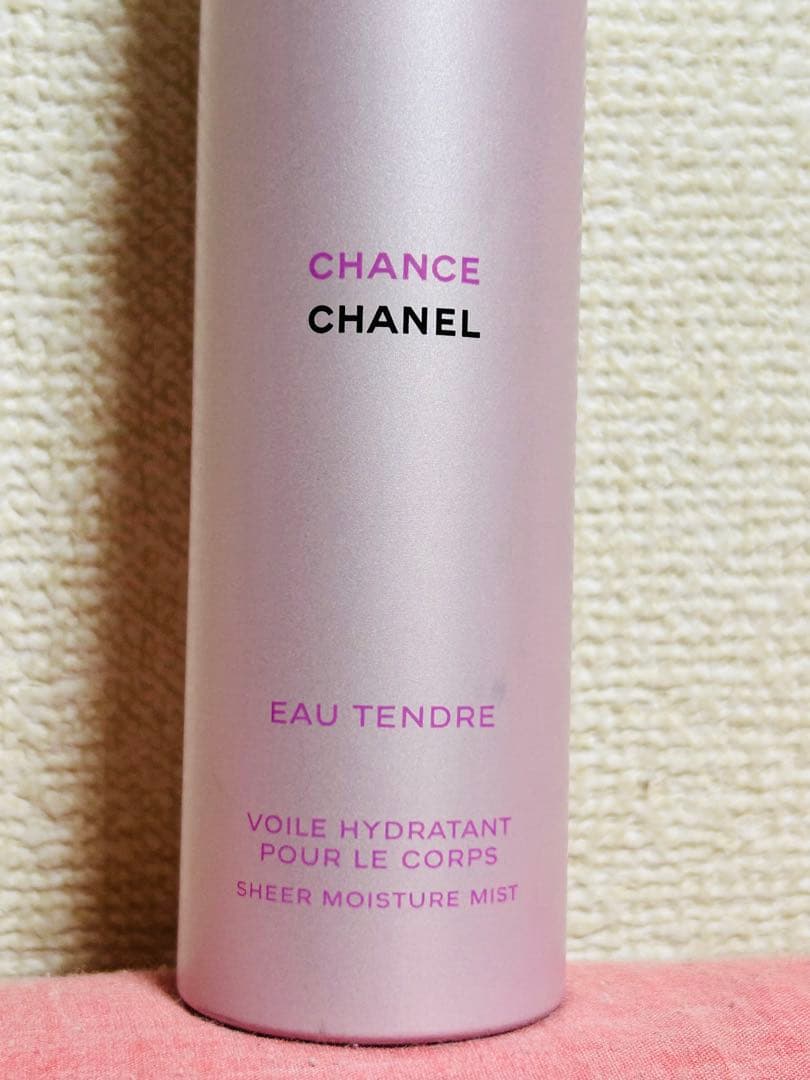 CHANCE
CHANEL
EAU TENDRE
VOILE HYDRATANT
POUR LE CORPS
SHEER MOISTURE MIST